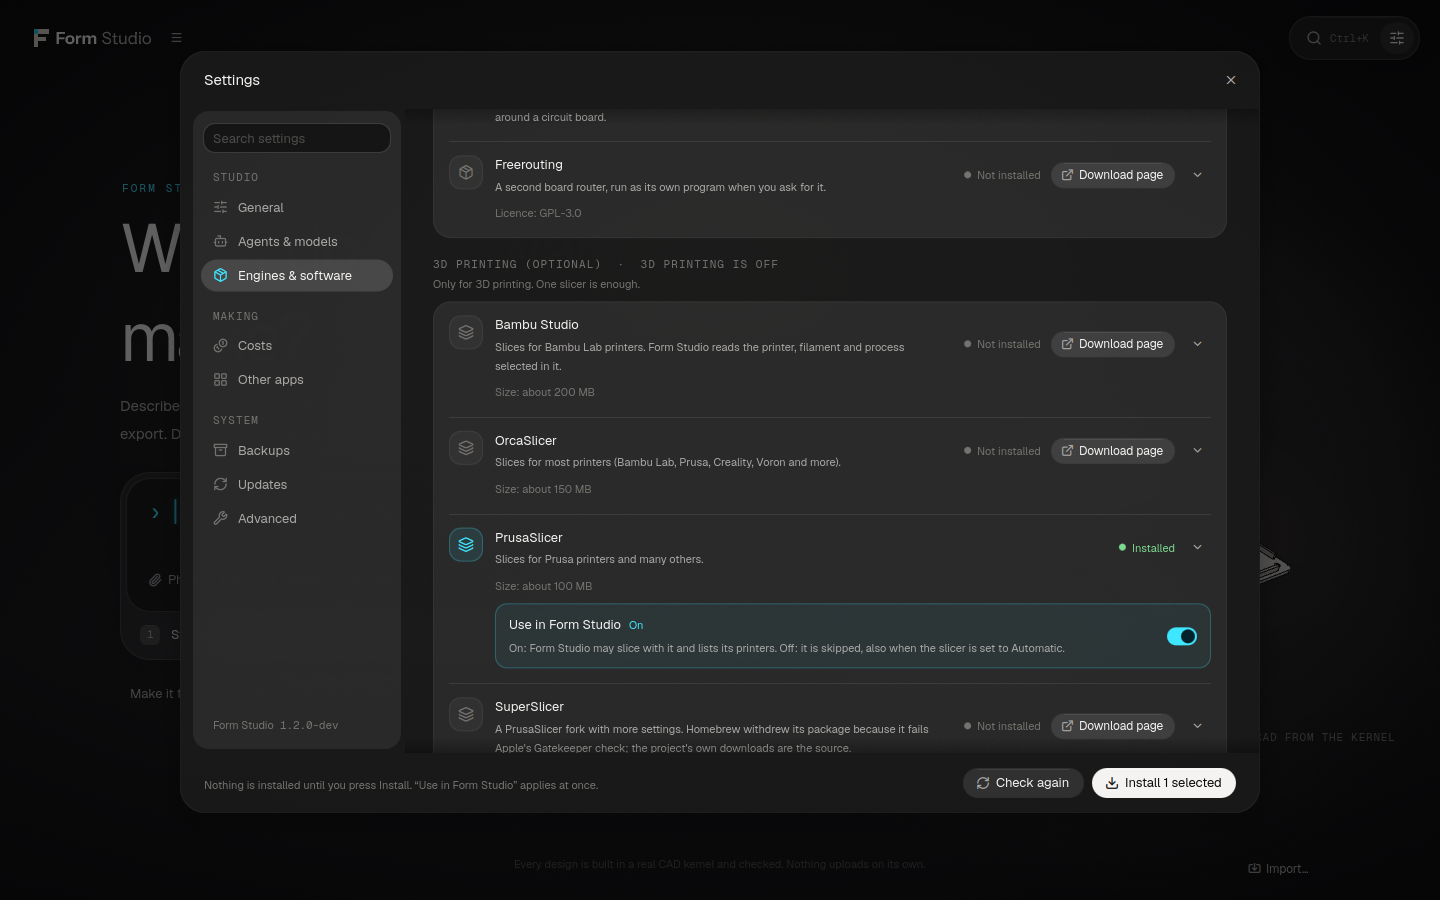 Form Studio
Ctrl+K
Settings
Search settings
STUDIO
General
Agents & models
Engines & software
MAKING
Costs
Other apps
SYSTEM
Backups
Updates
Advanced
Form Studio 1.2.0-dev
around a circuit board.
Freerouting
A second board router, run as its own program when you ask for it.
Licence: GPL-3.0
Not installed
Download page
3D PRINTING (OPTIONAL) · 3D PRINTING IS OFF
Only for 3D printing. One slicer is enough.
Bambu Studio
Slices for Bambu Lab printers. Form Studio reads the printer, filament and process
selected in it.
Size: about 200 MB
Not installed
Download page
OrcaSlicer
Slices for most printers (Bambu Lab, Prusa, Creality, Voron and more).
Size: about 150 MB
Not installed
Download page
PrusaSlicer
Slices for Prusa printers and many others.
Size: about 100 MB
Installed
Use in Form Studio On
On: Form Studio may slice with it and lists its printers. Off: it is skipped, also when the slicer is set to Automatic.
SuperSlicer
A PrusaSlicer fork with more settings. Homebrew withdrew its package because it fails
Apple's Gatekeeper check; the project's own downloads are the source.
Not installed
Download page
Nothing is installed until you press Install. “Use in Form Studio” applies at once.
Check again
Install 1 selected
FORM ST
W
ma
Describe
export. D
Ph
1 S
Make it f
CAD FROM THE KERNEL
Every design is built in a real CAD kernel and checked. Nothing uploads on its own.
Import...